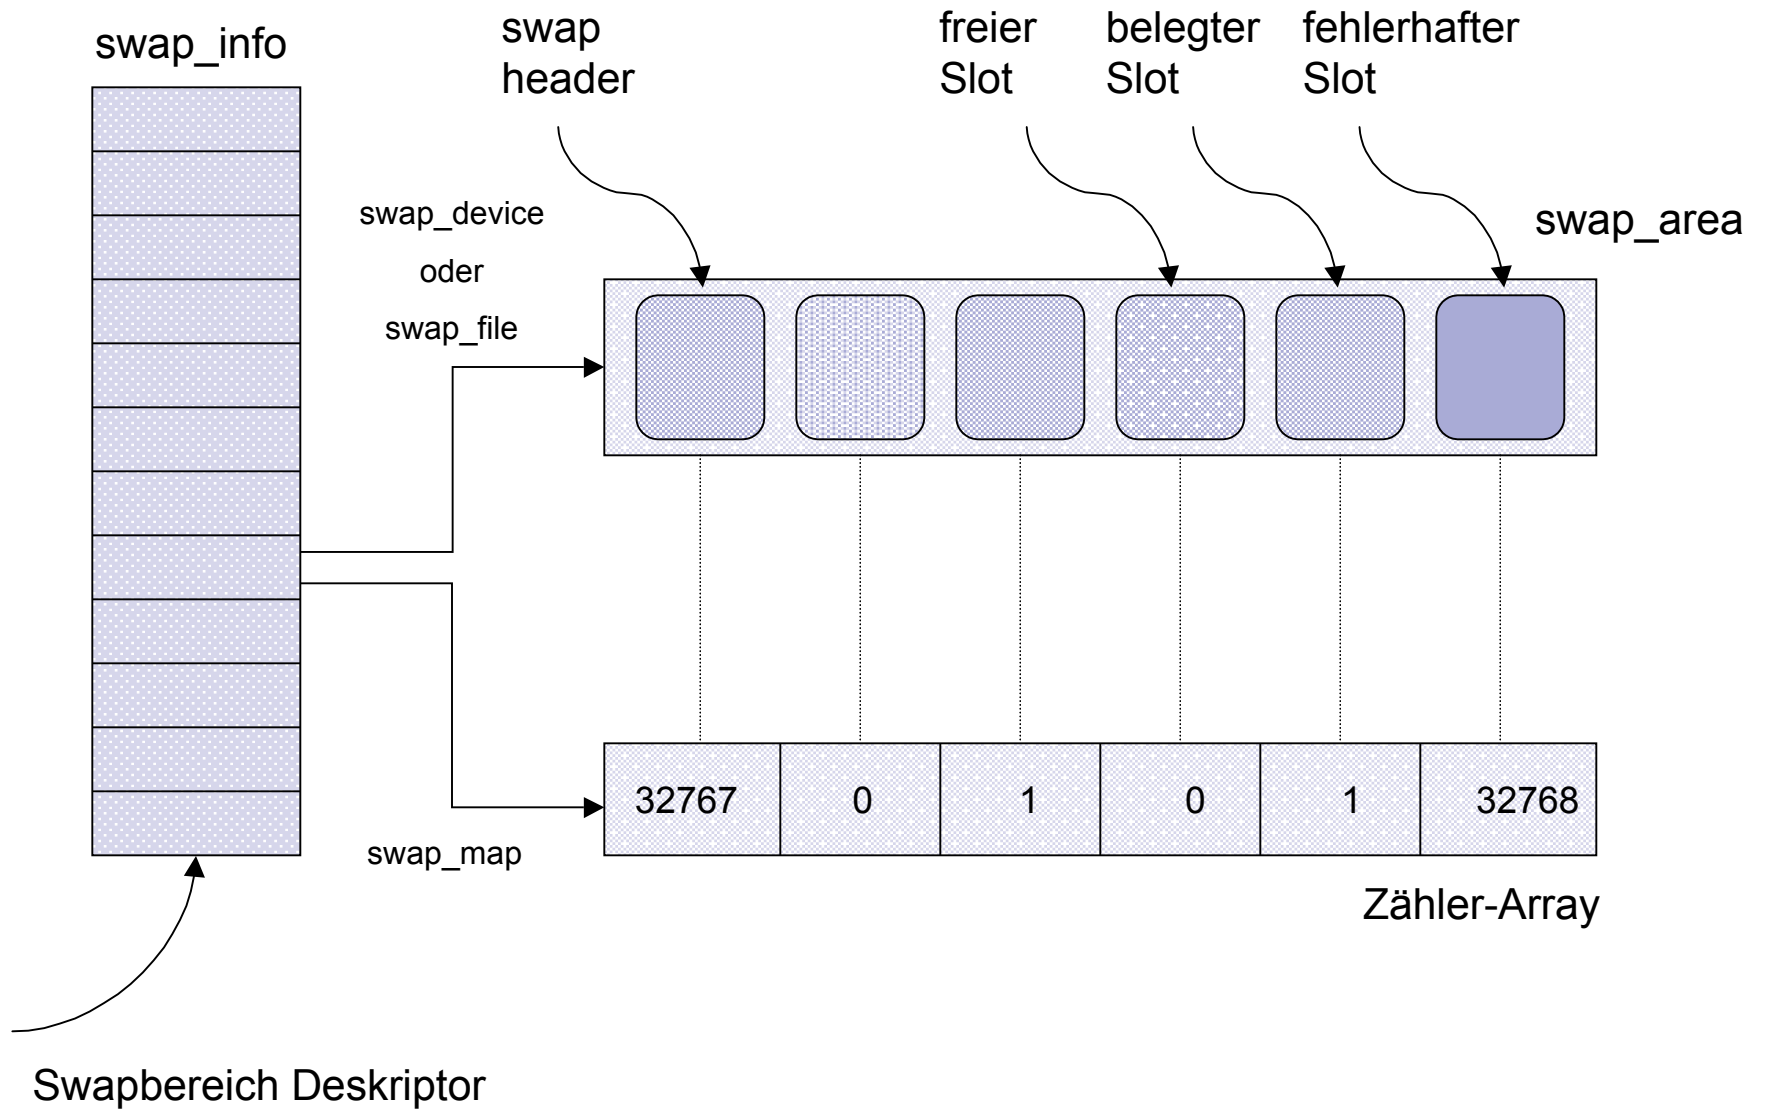 swap_info
swap
header
freier
Slot
belegter
Slot
fehlerhafter
Slot
swap_device
oder
swap_file
swap_area
32767 0 1 0 1 32768
swap_map
Zähler-Array
Swapbereich Deskriptor